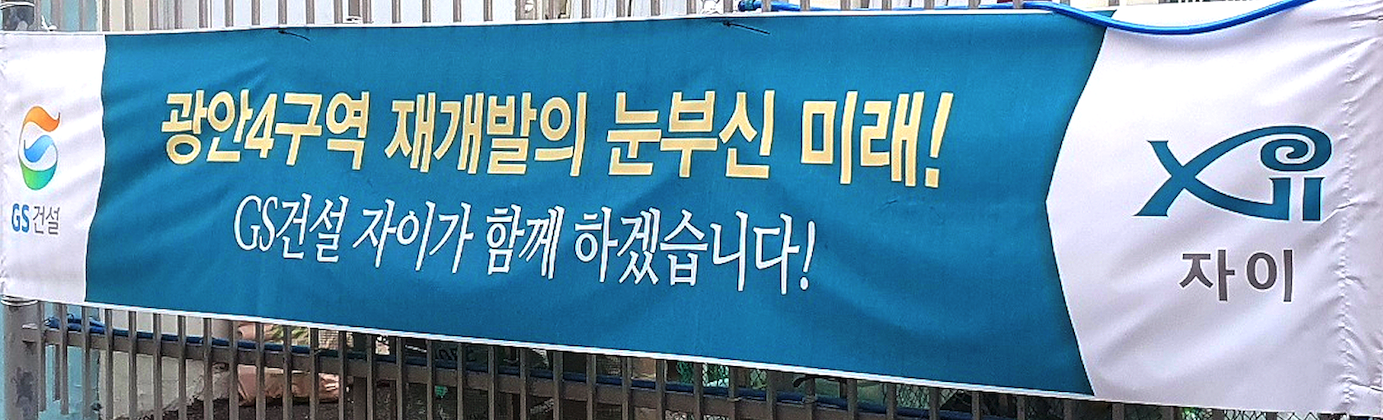 GS건설
광안4구역 재개발의 눈부신 미래!
GS건설 자이가 함께 하겠습니다!
Xii
자이